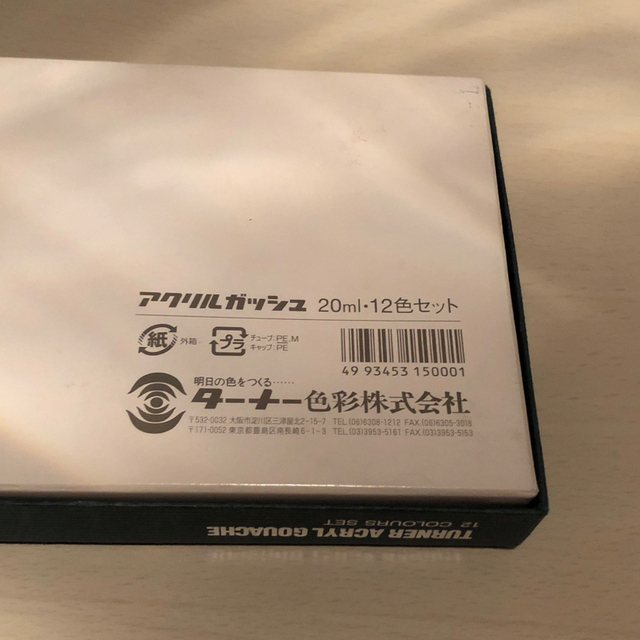 アクリルガッシュ 20ml・12色セット
紙 外箱 プラ チューブ:PE,M
キャップ:PE
49 93453 150001
明日の色をつくる……
ターナー色彩株式会社
〒532-0032 大阪市淀川区三津屋北2-15-7 TEL.(06)6308-1212 FAX.(06)6305-3018
〒171-0052 東京都豊島区南長崎6-1-3 TEL.(03)3953-5161 FAX.(03)3953-5153
TURNER ACRYL GOUACHE
12 COLOURS SET